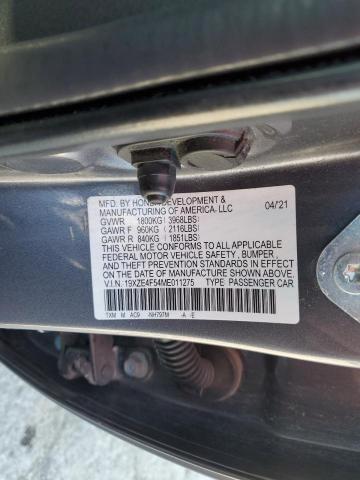 MFD. BY HONDA DEVELOPMENT &
MANUFACTURING OF AMERICA, LLC 04/21
GVWR 1800KG( 3968LBS)
GAWR F 960KG (2116LBS)
GAWR R 840KG (1851LBS)
THIS VEHICLE CONFORMS TO ALL APPLICABLE
FEDERAL MOTOR VEHICLE SAFETY , BUMPER ,
AND THEFT PREVENTION STANDARDS IN EFFECT
ON THE DATE OF MANUFACTURE SHOWN ABOVE.
V.I.N.: 19XZE4F54ME011275 TYPE: PASSENGER CAR
TXM M AC9 -NH797M A -E